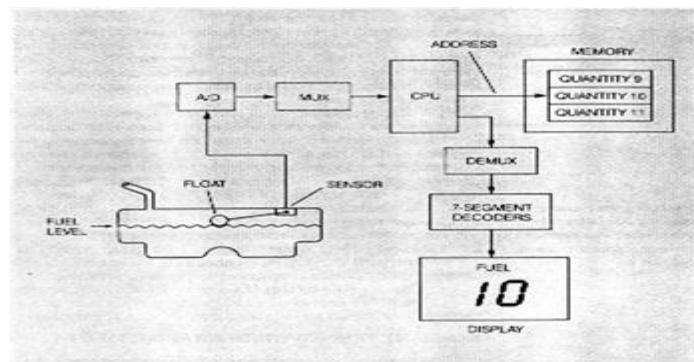 ADDRESS
MEMORY
A/D
MUX
CPU
QUANTITY 9
QUANTITY 10
QUANTITY 11
DEMUX
FLOAT
SENSOR
FUEL
LEVEL
7-SEGMENT
DECODERS
FUEL
10
DISPLAY